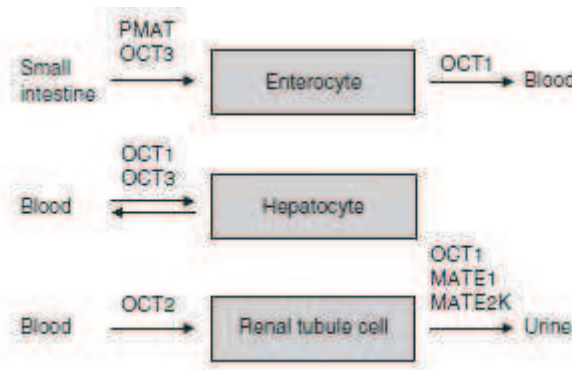 PMAT
OCT3
Small
intestine
Enterocyte
OCT1
Blood
OCT1
OCT3
Blood
Hepatocyte
OCT1
MATE1
MATE2K
Blood
OCT2
Renal tubule cell
Urine